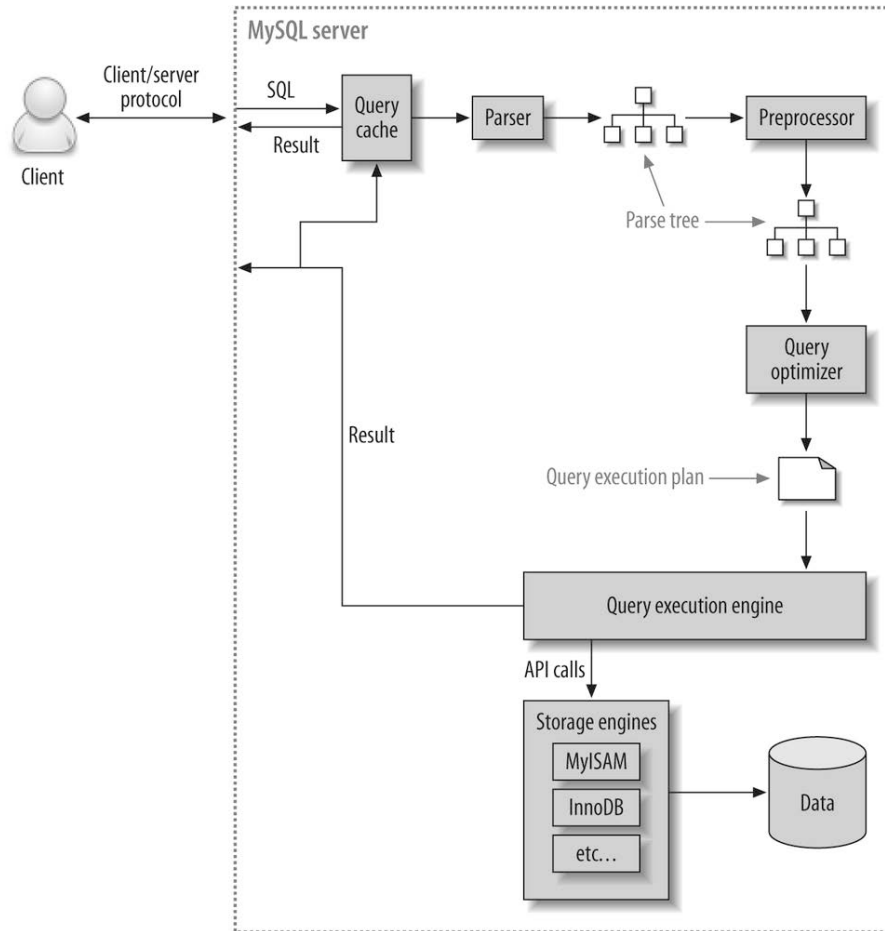 MySQL server
Client/server
protocol
Client
SQL
Result
Query
cache
Parser
Preprocessor
Parse tree
Query
optimizer
Result
Query execution plan
Query execution engine
API calls
Storage engines
MyISAM
InnoDB
etc...
Data